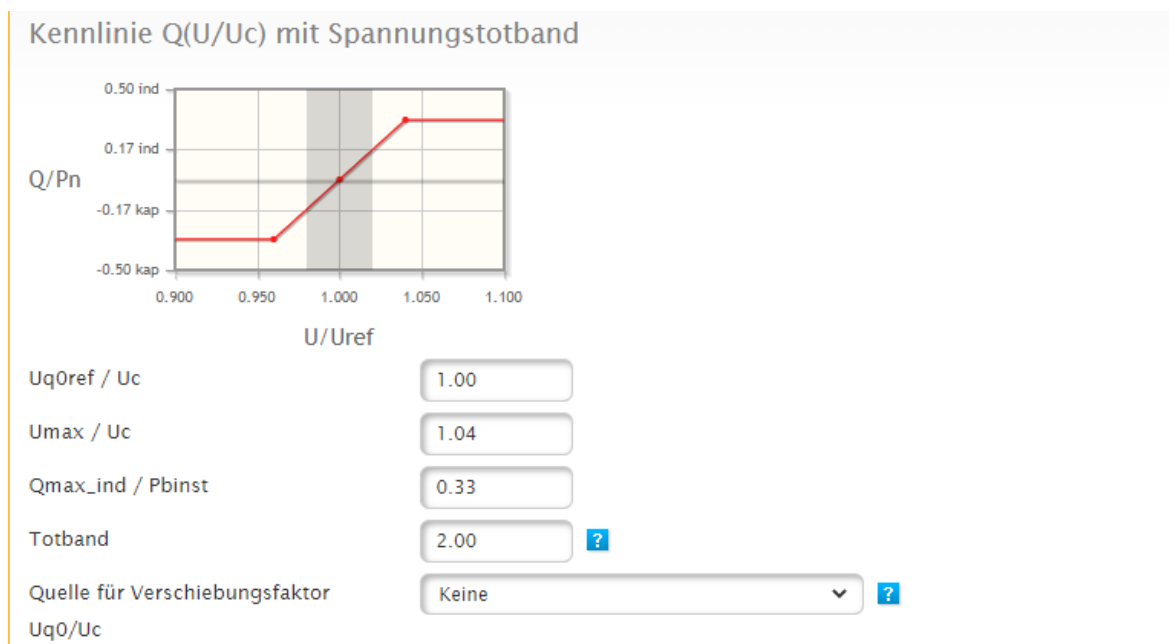 Kennlinie Q(U/Uc) mit Spannungstotband
0.50 ind
0.17 ind
Q/Pn
-0.17 kap
-0.50 kap
0.900 0.950 1.000 1.050 1.100
U/Uref
Uq0ref / Uc 1.00
Umax / Uc 1.04
Qmax_ind / Pbinst 0.33
Totband 2.00 ?
Quelle für Verschiebungsfaktor Keine ?
Uq0/Uc